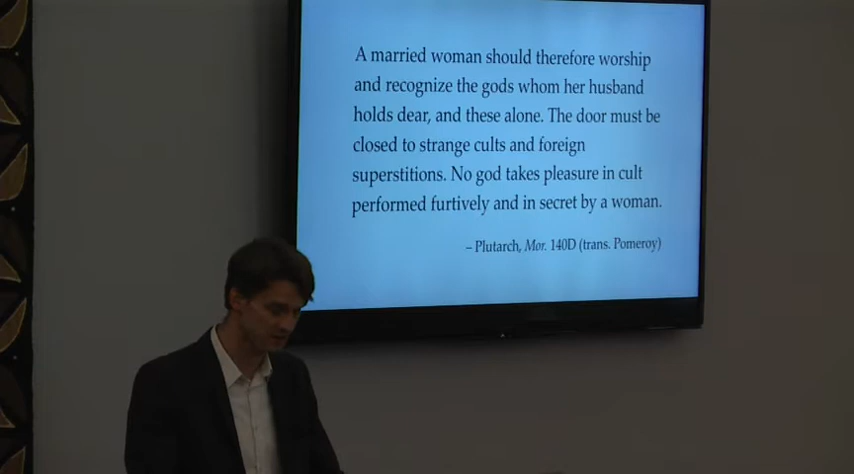 A married woman should therefore worship
and recognize the gods whom her husband
holds dear, and these alone. The door must be
closed to strange cults and foreign
superstitions. No god takes pleasure in cult
performed furtively and in secret by a woman.
– Plutarch, Mor. 140D (trans. Pomeroy)